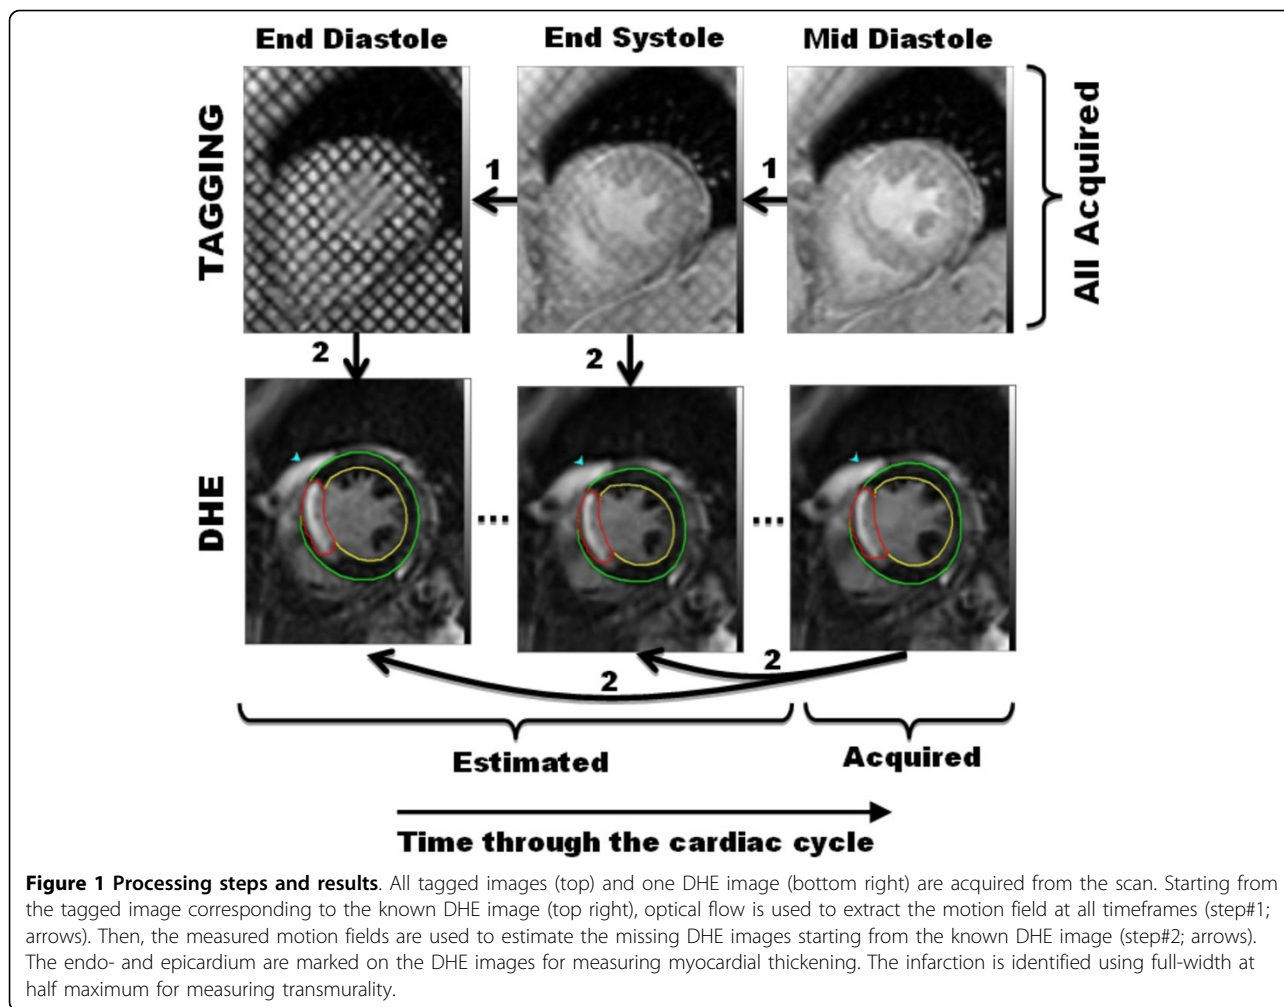 End Diastole
End Systole
Mid Diastole
TAGGING
1
1
All Acquired
2
2
DHE
...
...
2
2
Estimated
Acquired
Time through the cardiac cycle
Figure 1 Processing steps and results. All tagged images (top) and one DHE image (bottom right) are acquired from the scan. Starting from
the tagged image corresponding to the known DHE image (top right), optical flow is used to extract the motion field at all timeframes (step#1;
arrows). Then, the measured motion fields are used to estimate the missing DHE images starting from the known DHE image (step#2; arrows).
The endo- and epicardium are marked on the DHE images for measuring myocardial thickening. The infarction is identified using full-width at
half maximum for measuring transmurality.